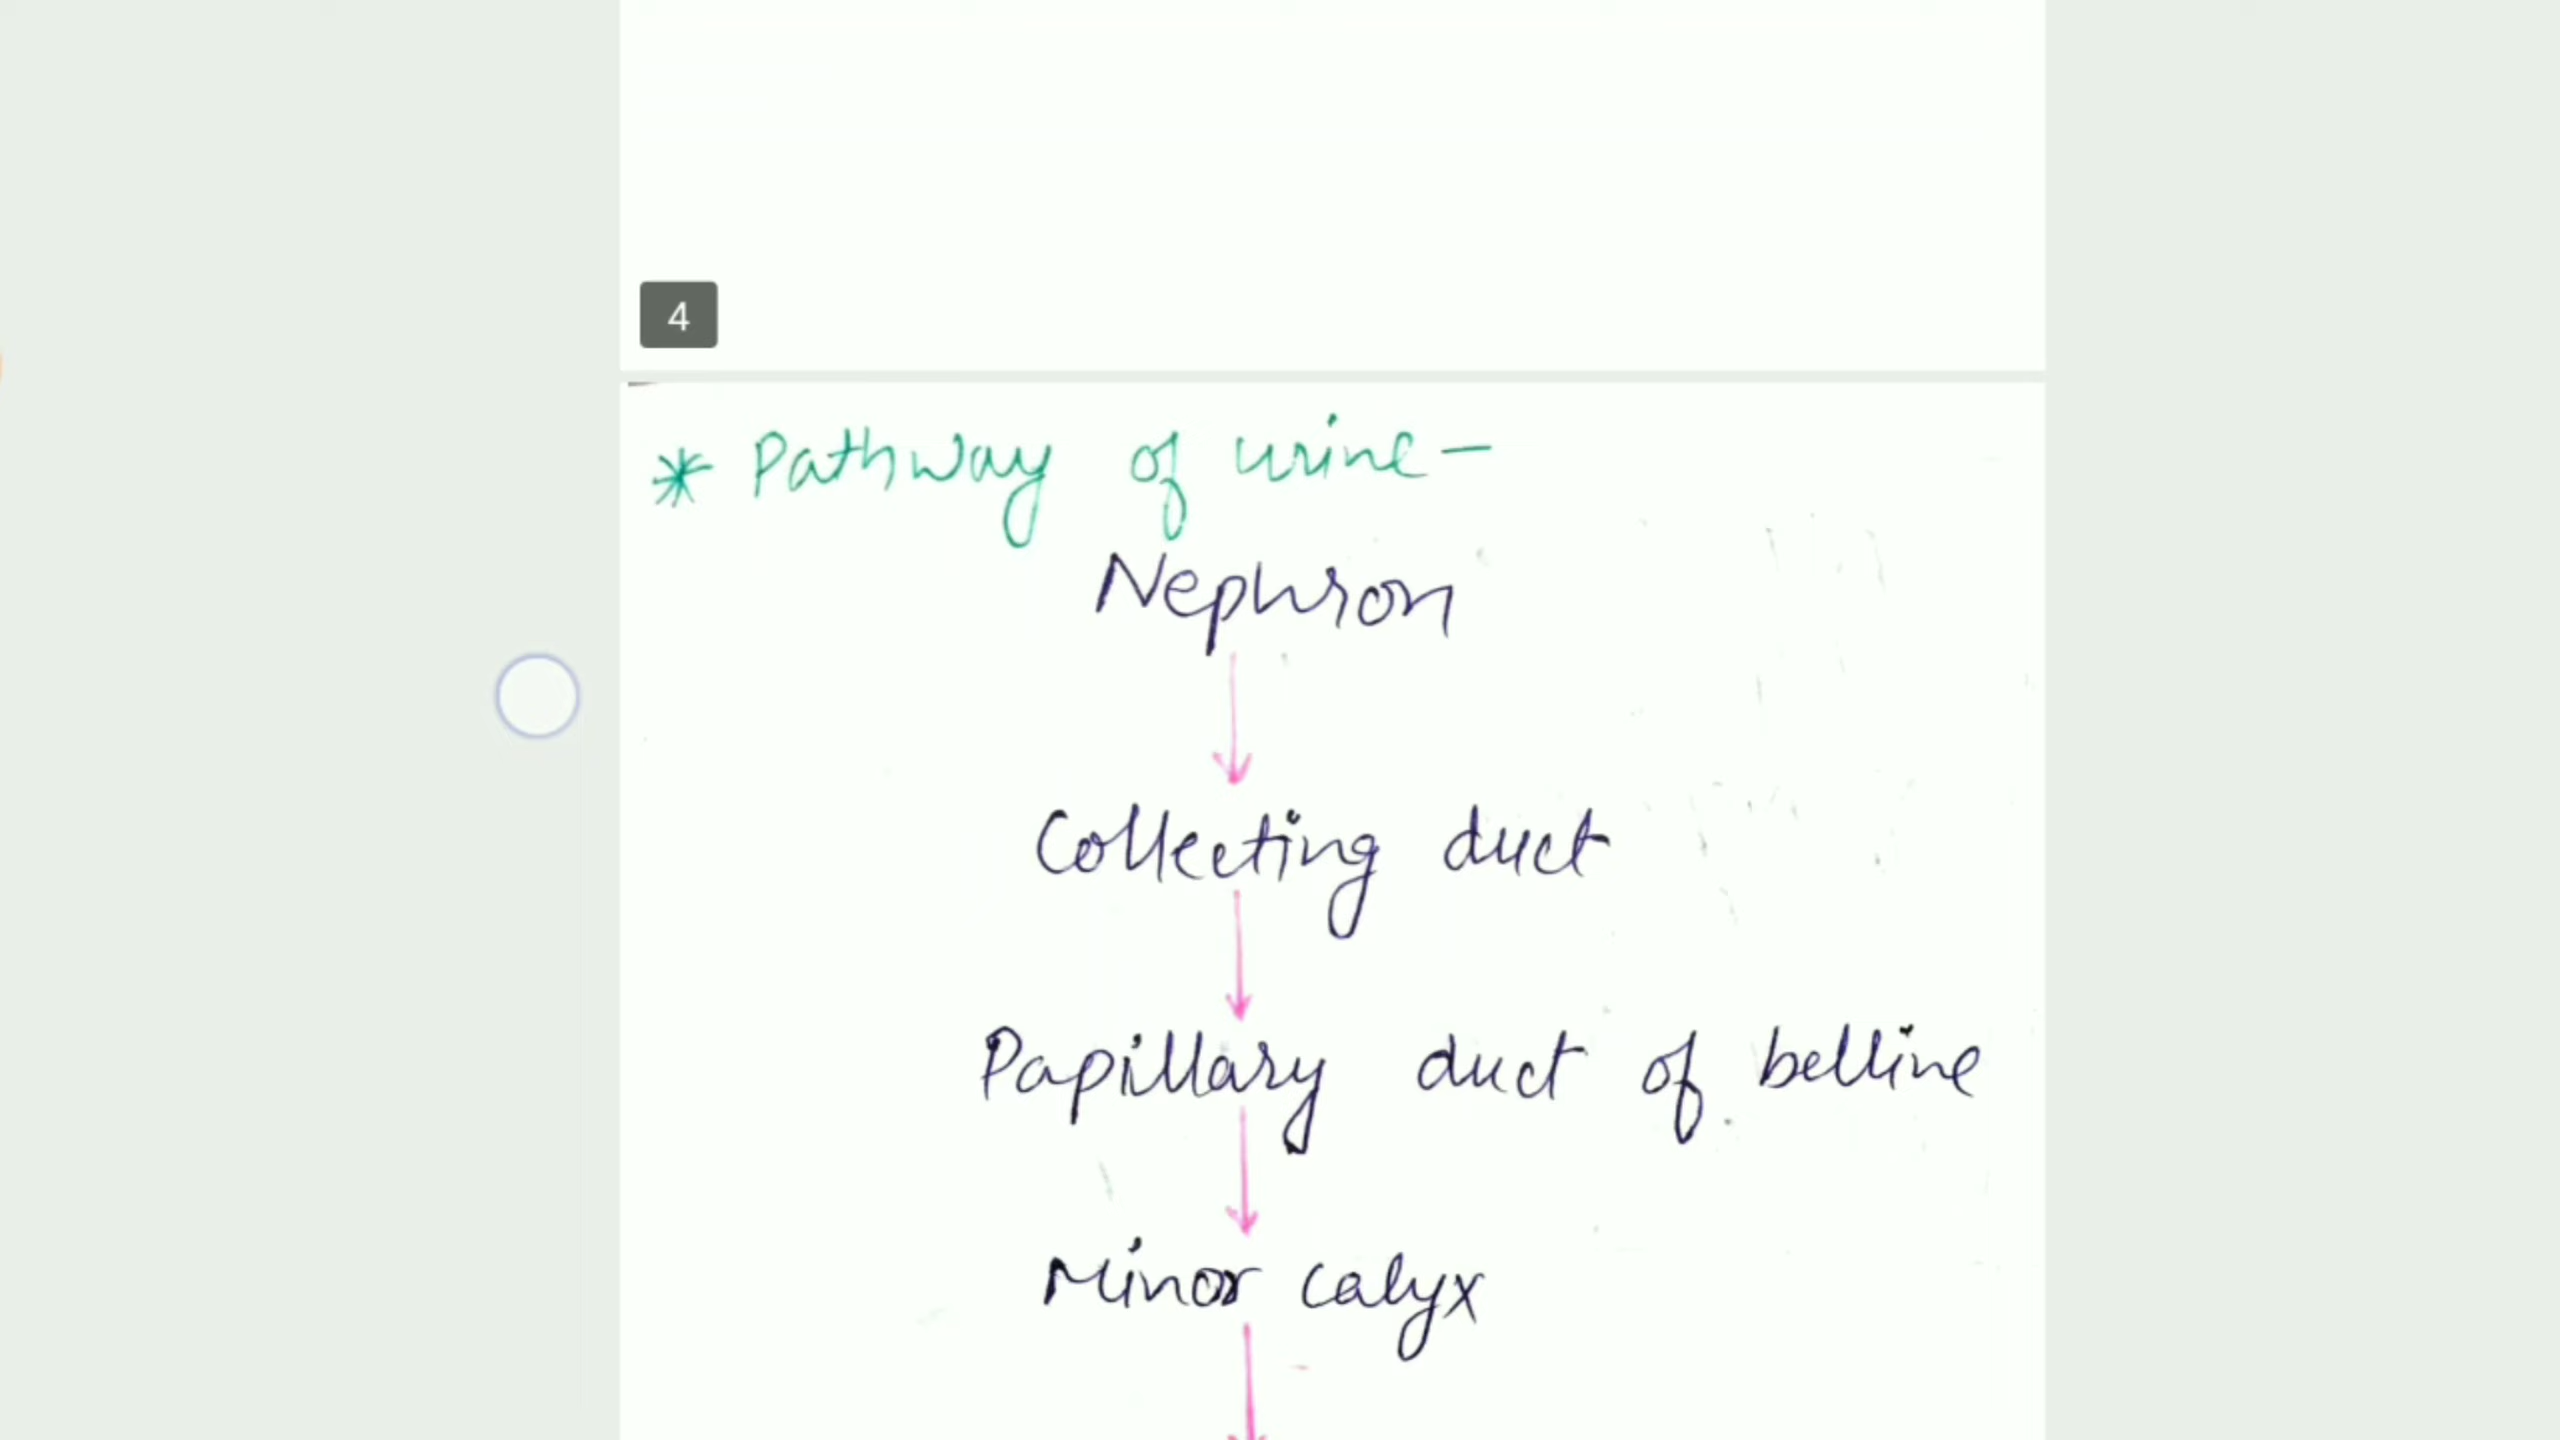 4
* Pathway of urine-
Nephron
Collecting duct
Papillary duct of belline
Minor calyx